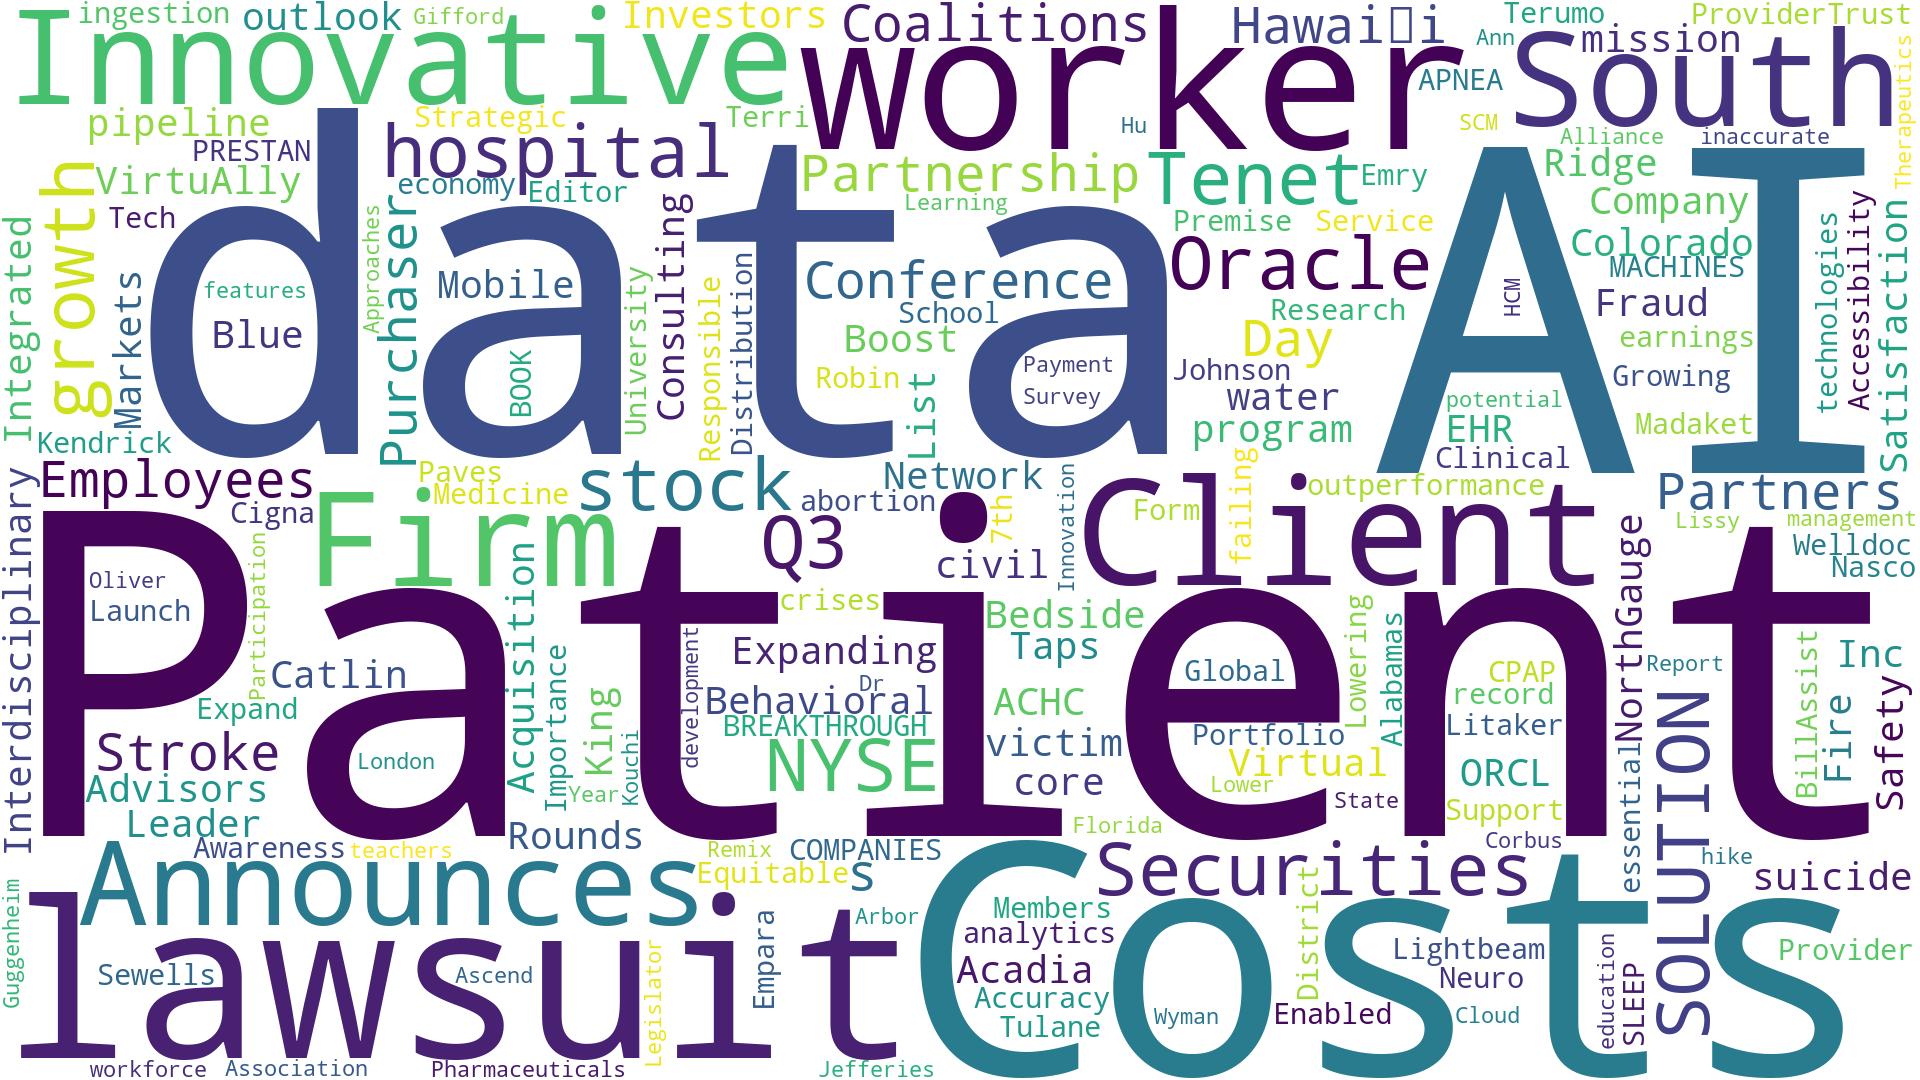 ingestion
outlook
Gifford
Investors
Coalitions
Hawai▯i
Terumo
ProviderTrust
Innovative
worker
Ann
mission
South
APNEA
Therapeutics
pipeline
Strategic
Terri
Hu
SCM
Alliance
inaccurate
PRESTAN
hospital
Partnership
Tenet
Emry
Ridge
growth
VirtuAlly
economy
Editor
Learning
Company
Tech
Premise
Service
Integrated
data
AI
Approaches
Purchaser
Consulting
Oracle
Colorado
Accessibility
technologies
Satisfaction
Markets
features
Mobile
University
Responsible
Distribution
Conference
HCM
MACHINES
Blue
School
Research
Fraud
BOOK
Boost
Day
earnings
Payment
Johnson
Growing
Robin
List
Survey
water
potential
Kendrick
program
EHR
Madaket
Employees
Paves
stock
Network
Clinical
Interdisciplinary
Medicine
abortion
Innovation
failing
outperformance
Partners
Cigna
Firm
Q3
7th
Client
Form
Lissy
management
Patient
Participation
Acquisition
civil
NorthGauge
Welldoc
Nasco
Oliver
Launch
crises
Bedside
Lowering
Alabamas
Importance
Expanding
Taps
Inc
Catlin
King
development
Dr
Global
CPAP
Report
Safety
Expand
Behavioral
ACHC
record
BillAssist
Fire
Stroke
BREAKTHROUGH
victim
Portfolio
Litaker
SOLUTION
London
Kouchi
NYSE
core
Virtual
ORCL
Advisors
Year
Lower
State
Support
essential
Leader
Rounds
Florida
Corbus
Awareness
teachers
Remix
COMPANIES
Securities
hike
Announces
Equitable
s
Costs
suicide
Guggenheim
lawsuit
Empara
Arbor
Members
District
analytics
Lightbeam
Provider
Legislator
education
SLEEP
Sewells
Ascend
Acadia
Neuro
Accuracy
Wyman
Enabled
Cloud
Tulane
workforce
Association
Pharmaceuticals
Jefferies